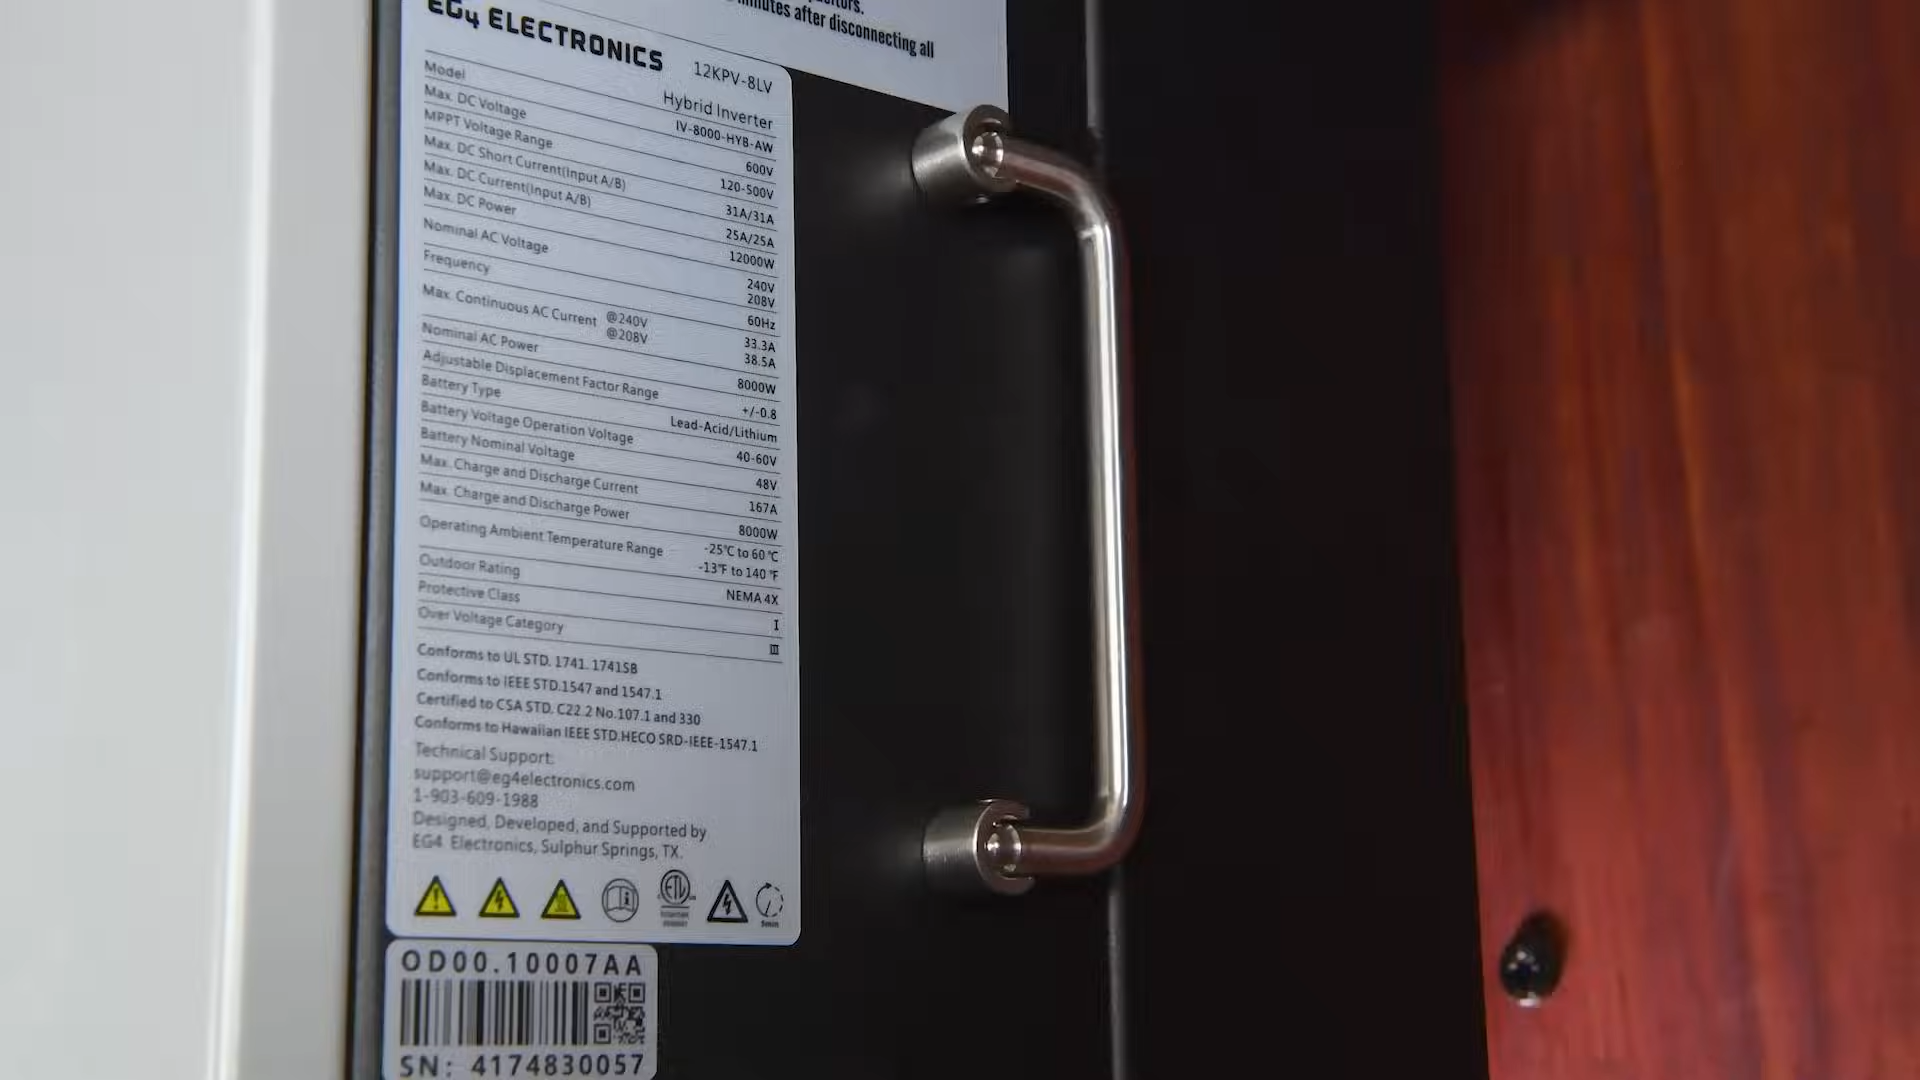 minutes after disconnecting all
EG4 ELECTRONICS
12KPV-8LV
Hybrid Inverter
Model IV-8000-HYB-AW
Max. DC Voltage 600V
MPPT Voltage Range 120-500V
Max. DC Short Current(Input A/B) 31A/31A
Max. DC Current(Input A/B) 25A/25A
Max. DC Power 12000W
Nominal AC Voltage 240V
208V
Frequency 60Hz
Max. Continuous AC Current @240V 33.3A
@208V 38.5A
Nominal AC Power 8000W
Adjustable Displacement Factor Range +/-0.8
Battery Type Lead-Acid/Lithium
Battery Voltage Operation Voltage 40-60V
Battery Nominal Voltage 48V
Max. Charge and Discharge Current 167A
Max. Charge and Discharge Power 8000W
Operating Ambient Temperature Range -25℃ to 60℃
-13℉ to 140℉
Outdoor Rating NEMA 4X
Protective Class I
Over Voltage Category III
Conforms to UL STD. 1741. 1741SB
Conforms to IEEE STD.1547 and 1547.1
Certified to CSA STD. C22.2 No.107.1 and 330
Conforms to Hawaiian IEEE STD.HECO SRD-IEEE-1547.1
Technical Support:
support@eg4electronics.com
1-903-609-1988
Designed, Developed, and Supported by
EG4 Electronics, Sulphur Springs, TX.
ETL
5min
OD00.10007AA
SN: 4174830057